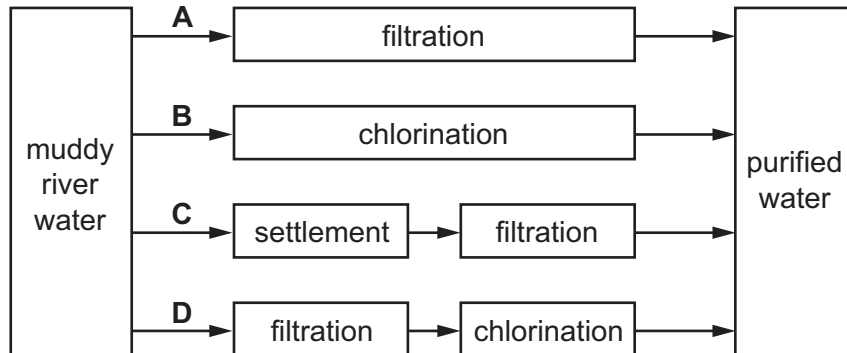 muddy
river
water
A
filtration
B
chlorination
C
settlement
filtration
D
filtration
chlorination
purified
water